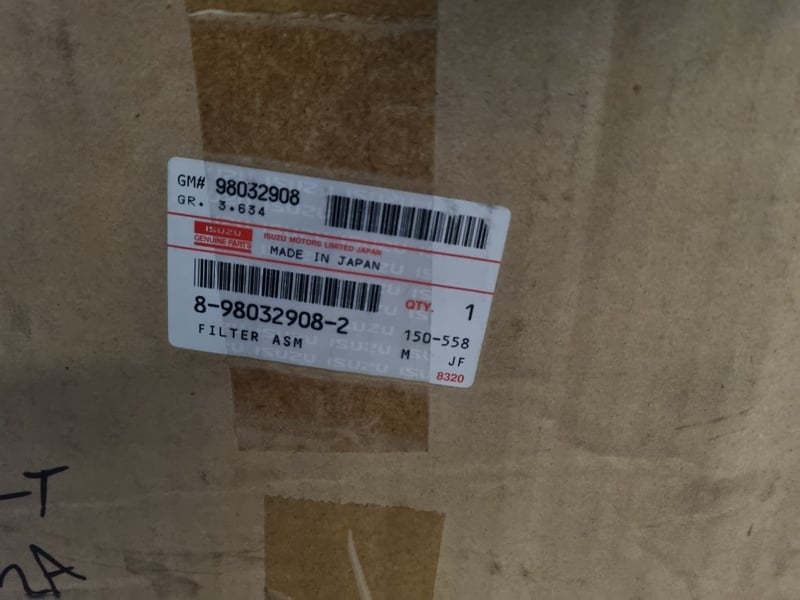 GM# 98032908
GR. 3.634
ISUZU
GENUINE PARTS
ISUZU MOTORS LIMITED JAPAN
MADE IN JAPAN
8-98032908-2
FILTER ASM
QTY. 1
150-558
M JF
8320
-T